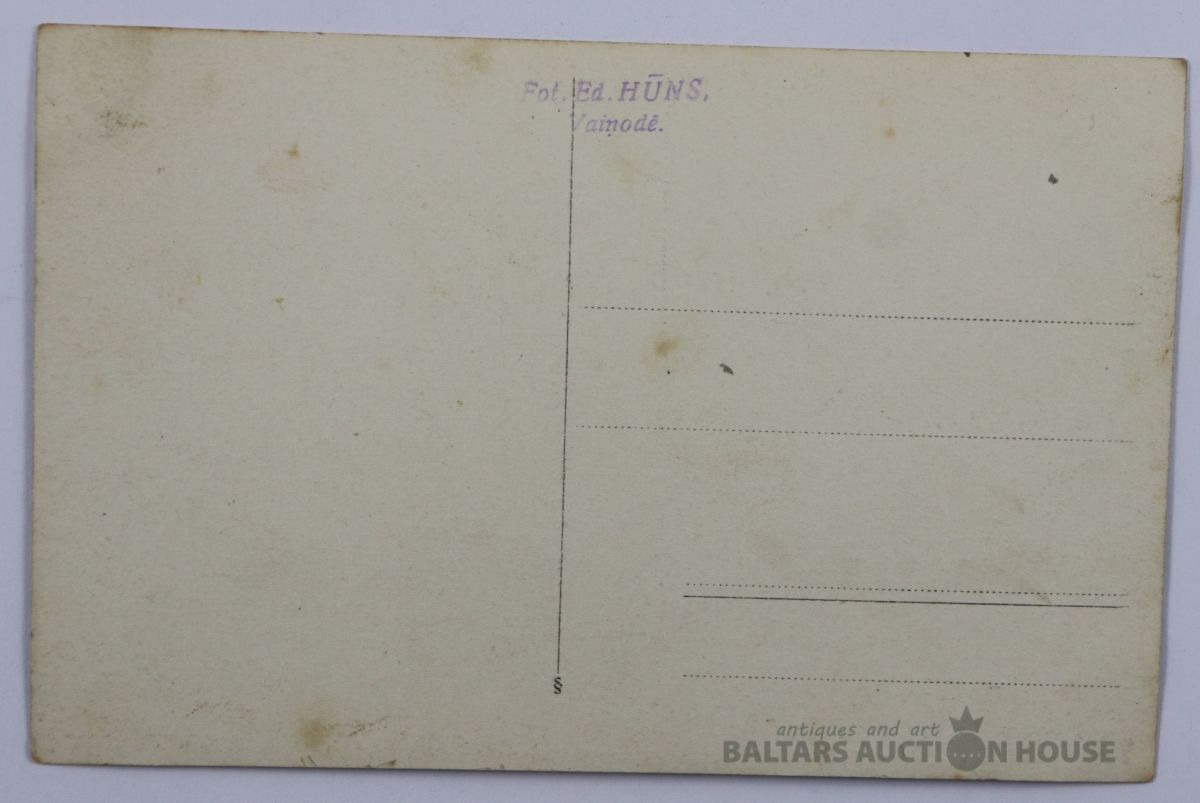 Fot. Ed. HŪNS,
Vaiņodē.
§
antiques and art
BALTARS AUCTION HOUSE